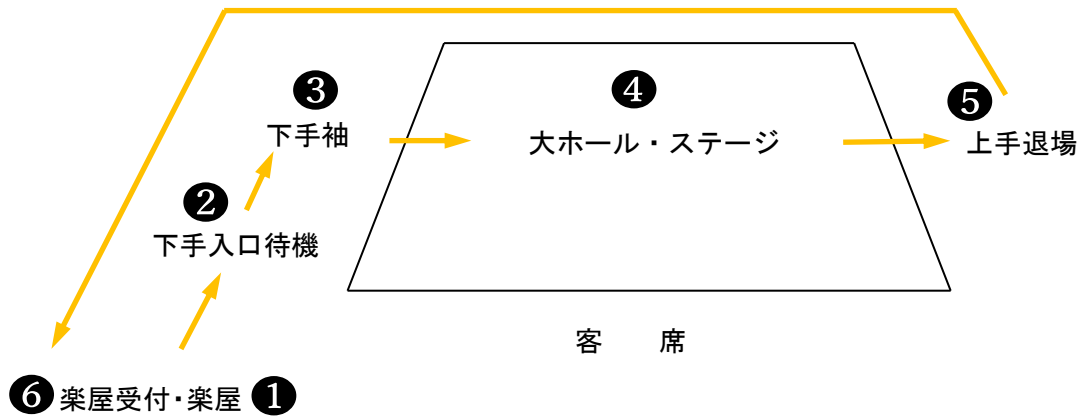 ❸
下手袖
❹
大ホール・ステージ
❺
上手退場
❷
下手入口待機
客　席
❻ 楽屋受付・楽屋 ❶